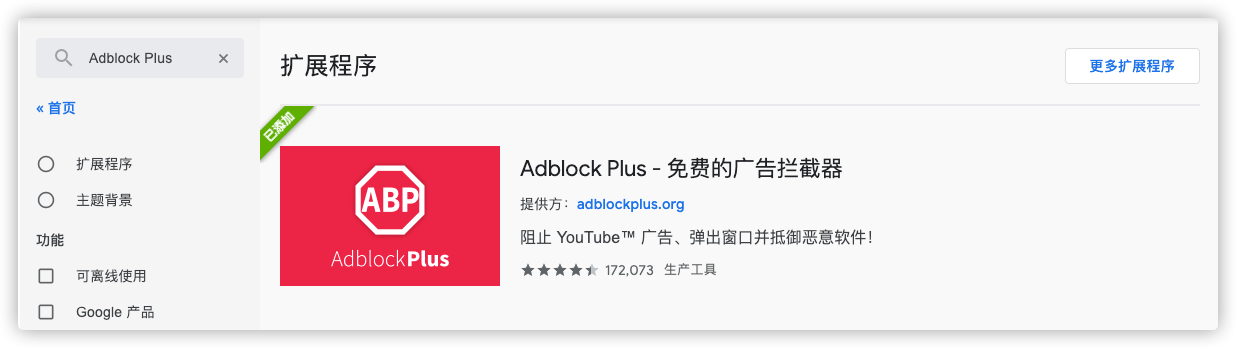 Adblock Plus ×
« 首页
扩展程序
主题背景
功能
可离线使用
Google 产品
扩展程序
更多扩展程序
已添加
ABP
AdblockPlus
Adblock Plus - 免费的广告拦截器
提供方: adblockplus.org
阻止 YouTube™ 广告、弹出窗口并抵御恶意软件!
172,073 生产工具